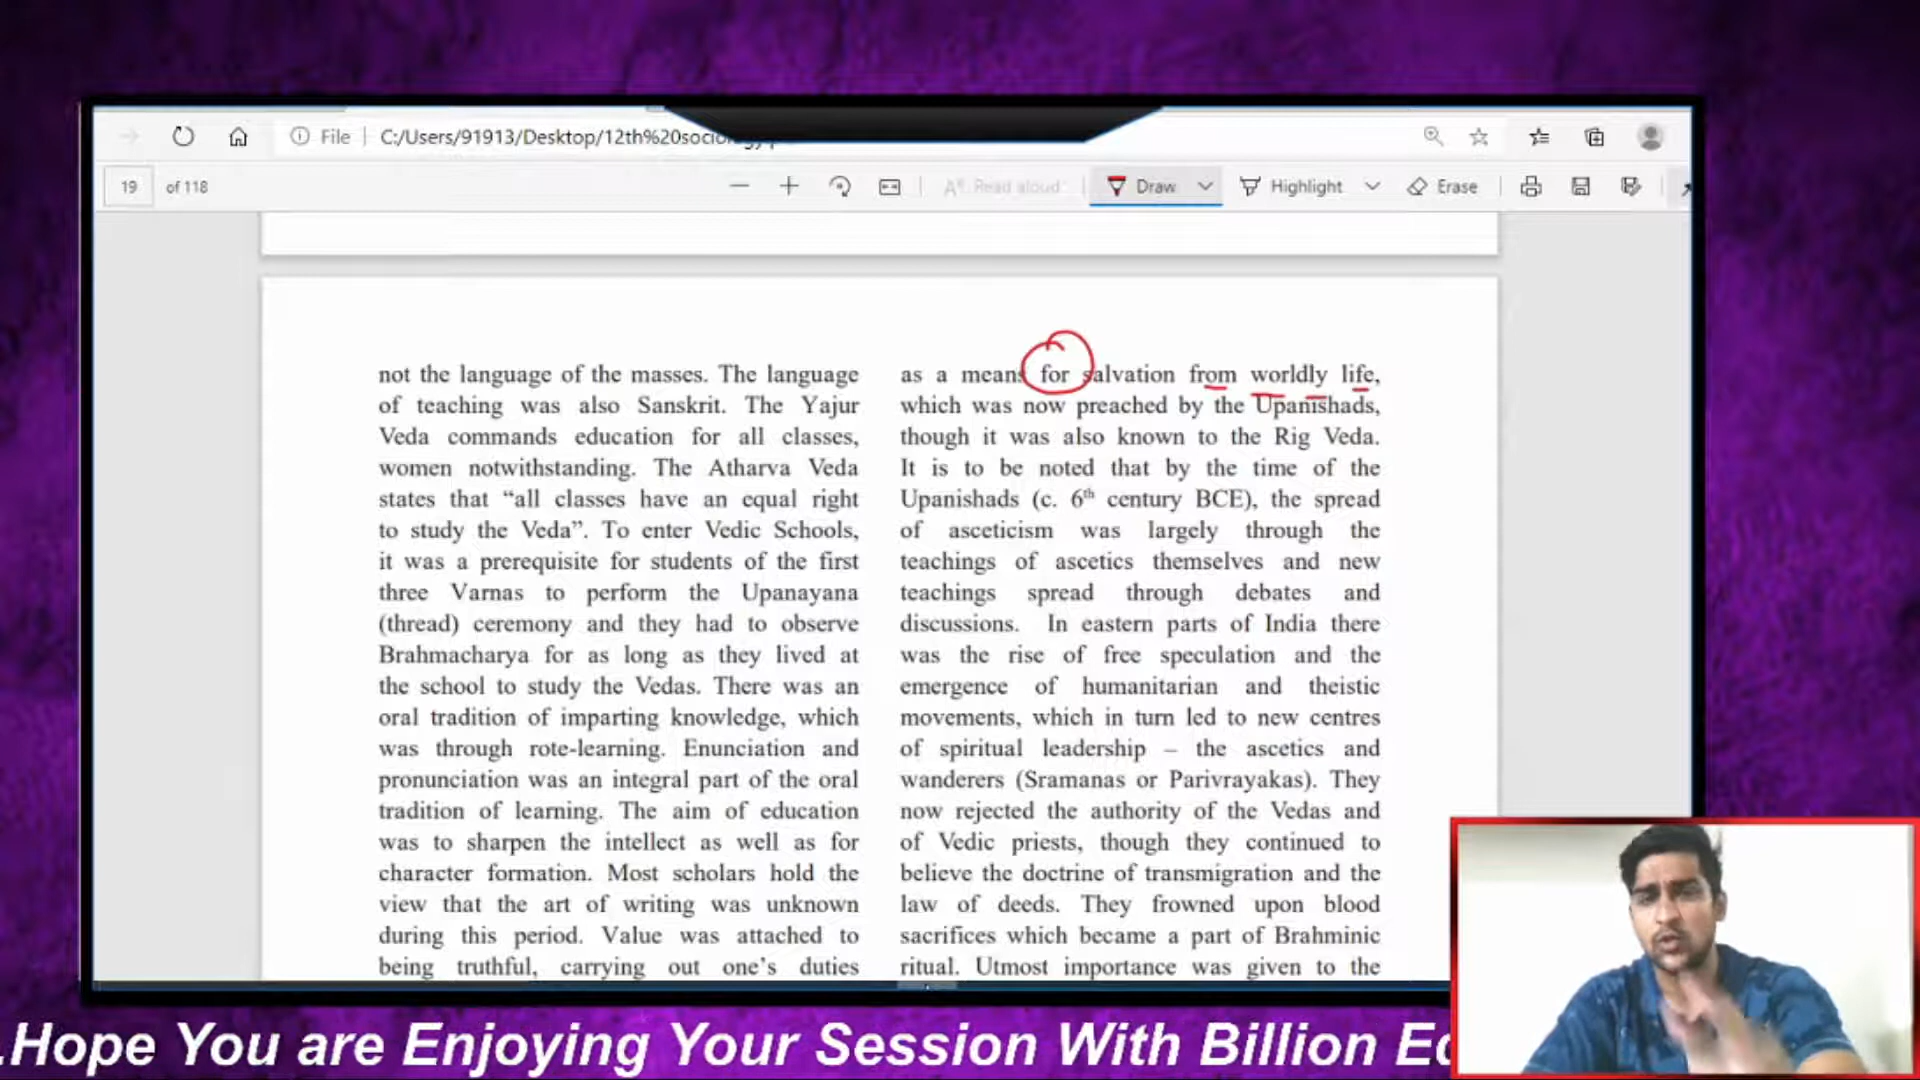 File
C:/Users/91913/Desktop/12th%20sociology.p
19 of 118
Read aloud
Draw
Highlight
Erase
not the language of the masses. The language
of teaching was also Sanskrit. The Yajur
Veda commands education for all classes,
women notwithstanding. The Atharva Veda
states that “all classes have an equal right
to study the Veda”. To enter Vedic Schools,
it was a prerequisite for students of the first
three Varnas to perform the Upanayana
(thread) ceremony and they had to observe
Brahmacharya for as long as they lived at
the school to study the Vedas. There was an
oral tradition of imparting knowledge, which
was through rote-learning. Enunciation and
pronunciation was an integral part of the oral
tradition of learning. The aim of education
was to sharpen the intellect as well as for
character formation. Most scholars hold the
view that the art of writing was unknown
during this period. Value was attached to
being truthful, carrying out one’s duties
as a means for salvation from worldly life,
which was now preached by the Upanishads,
though it was also known to the Rig Veda.
It is to be noted that by the time of the
Upanishads (c. 6th century BCE), the spread
of asceticism was largely through the
teachings of ascetics themselves and new
teachings spread through debates and
discussions. In eastern parts of India there
was the rise of free speculation and the
emergence of humanitarian and theistic
movements, which in turn led to new centres
of spiritual leadership – the ascetics and
wanderers (Sramanas or Parivrayakas). They
now rejected the authority of the Vedas and
of Vedic priests, though they continued to
believe the doctrine of transmigration and the
law of deeds. They frowned upon blood
sacrifices which became a part of Brahminic
ritual. Utmost importance was given to the
.Hope You are Enjoying Your Session With Billion Ed